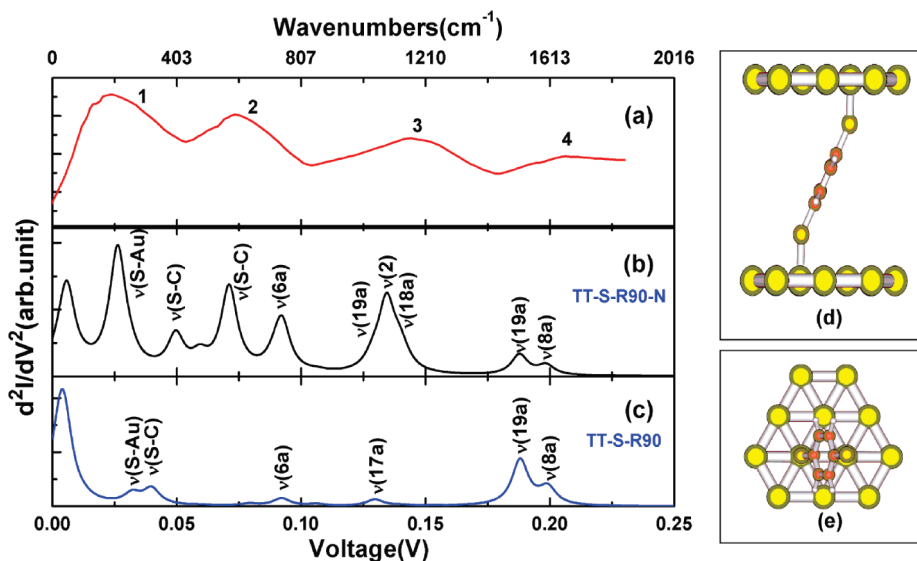 Wavenumbers(cm⁻¹)
0 403 807 1210 1613 2016
1 2 3 4 (a)
d²I/dV²(arb.unit)
ν(S-Au) ν(S-C) ν(S-C) ν(6a) ν(19a) ν(2) ν(18a) ν(19a) ν(8a) (b)
TT-S-R90-N
ν(S-Au) ν(S-C) ν(6a) ν(17a) ν(19a) ν(8a) (c)
TT-S-R90
0.00 0.05 0.10 0.15 0.20 0.25
Voltage(V)
(d)
(e)